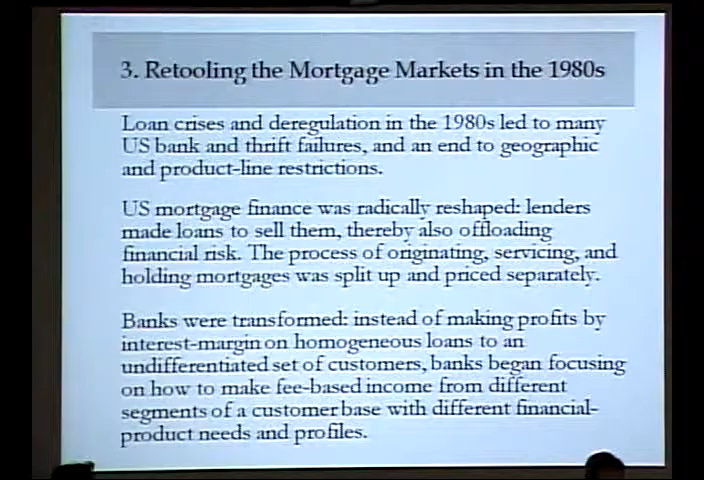 3. Retooling the Mortgage Markets in the 1980s
Loan crises and deregulation in the 1980s led to many
US bank and thrift failures, and an end to geographic
and product-line restrictions.
US mortgage finance was radically reshaped: lenders
made loans to sell them, thereby also offloading
financial risk. The process of originating, servicing, and
holding mortgages was split up and priced separately.
Banks were transformed: instead of making profits by
interest-margin on homogeneous loans to an
undifferentiated set of customers, banks began focusing
on how to make fee-based income from different
segments of a customer base with different financial-
product needs and profiles.